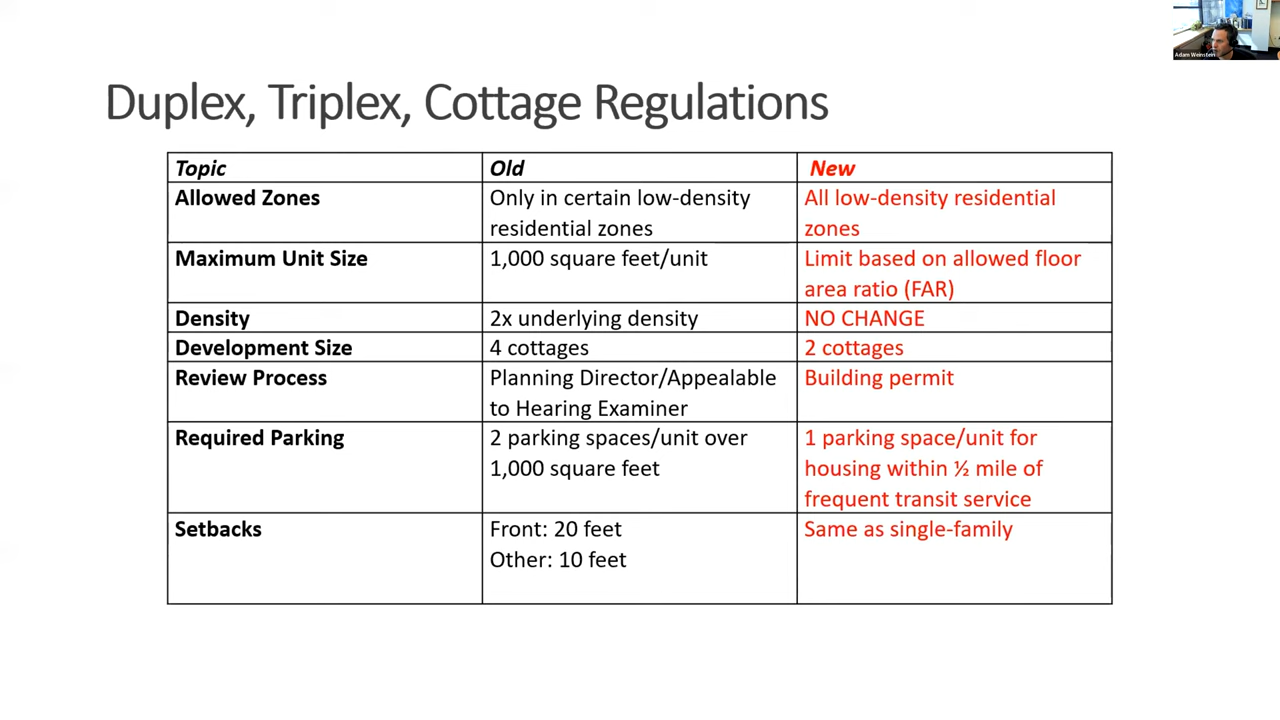 Adam Weinstein
Duplex, Triplex, Cottage Regulations
Topic Old New
Allowed Zones Only in certain low-density All low-density residential
residential zones zones
Maximum Unit Size 1,000 square feet/unit Limit based on allowed floor
area ratio (FAR)
Density 2x underlying density NO CHANGE
Development Size 4 cottages 2 cottages
Review Process Planning Director/Appealable Building permit
to Hearing Examiner
Required Parking 2 parking spaces/unit over 1 parking space/unit for
1,000 square feet housing within ½ mile of
frequent transit service
Setbacks Front: 20 feet Same as single-family
Other: 10 feet